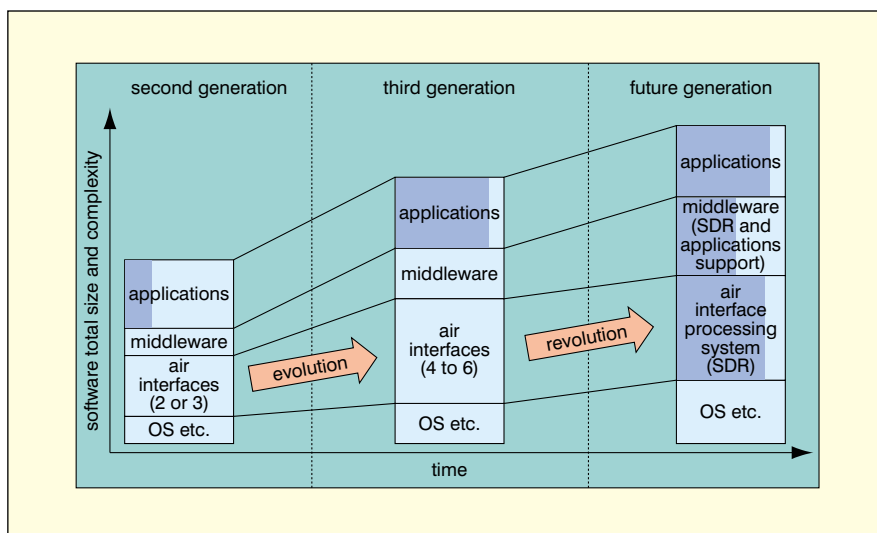 second generation
third generation
future generation
software total size and complexity
applications
middleware
air
interfaces
(2 or 3)
OS etc.
evolution
applications
middleware
air
interfaces
(4 to 6)
OS etc.
revolution
applications
middleware
(SDR and
applications
support)
air
interface
processing
system
(SDR)
OS etc.
time